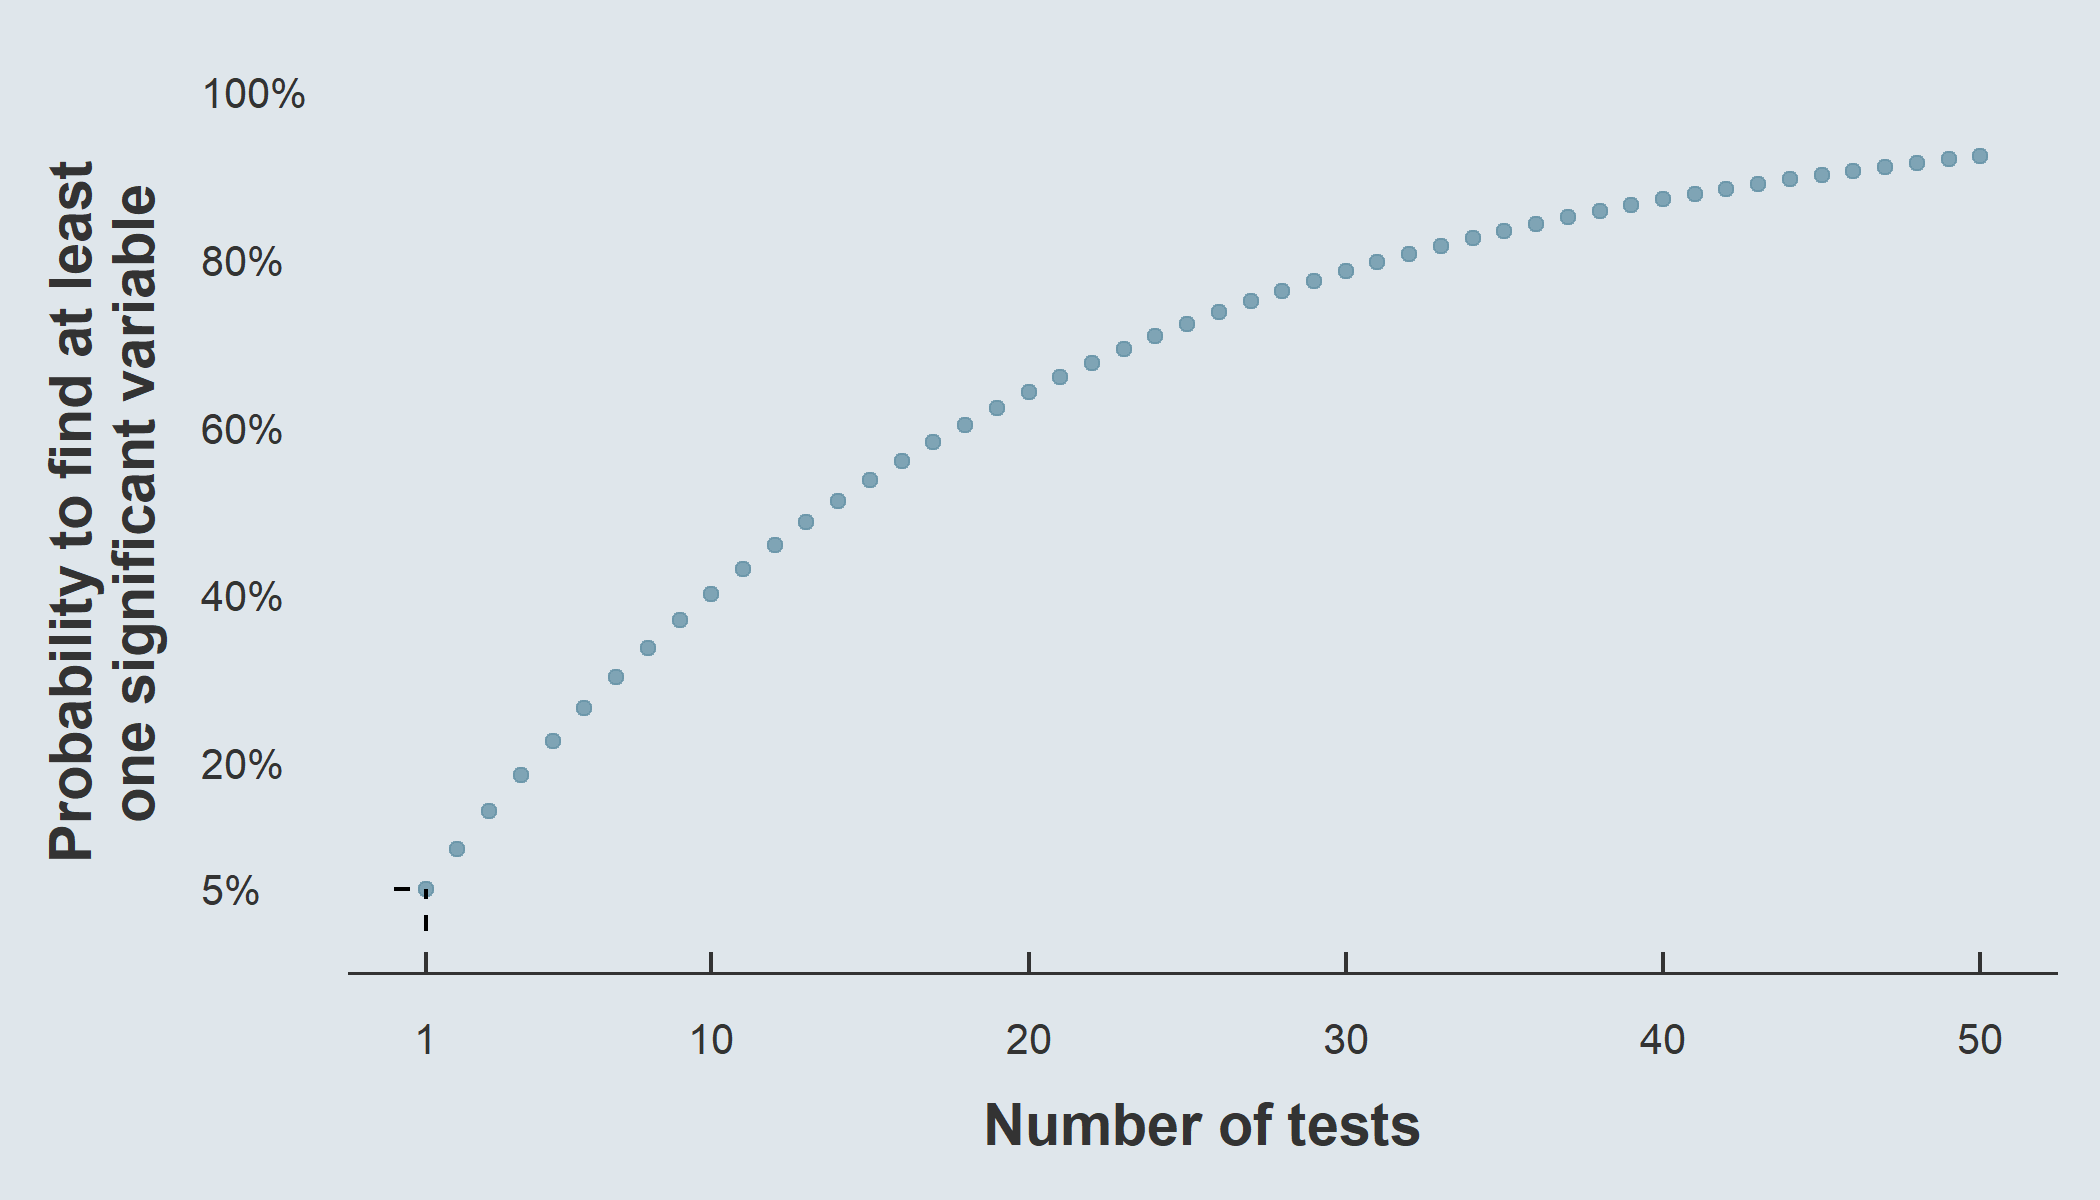 Probability to find at least
one significant variable
100%
80%
60%
40%
20%
5%
1 10 20 30 40 50
Number of tests